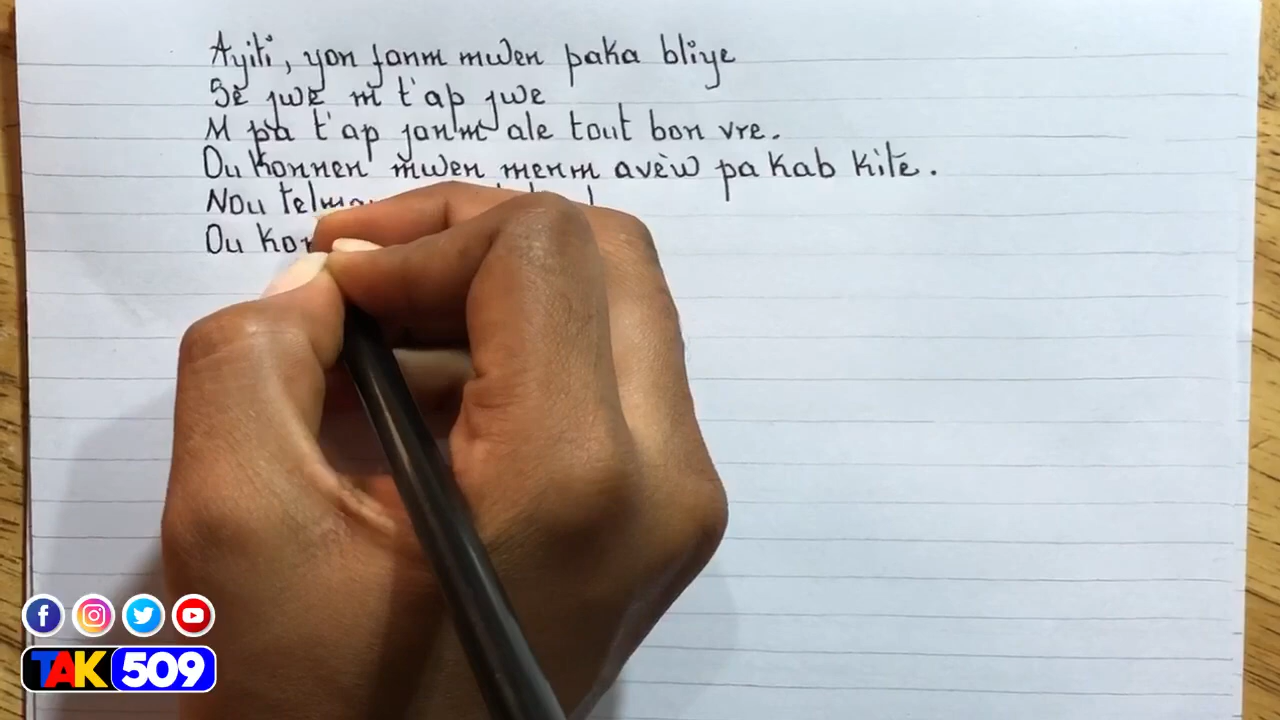 Ayiti, yon fanm mwen paka bliye
Sè jwe m t'ap jwe
M pa t'ap janm ale tout bon vre.
Ou konnen mwen menm avèw pa kab kite.
Nou
Ou
TAK 509